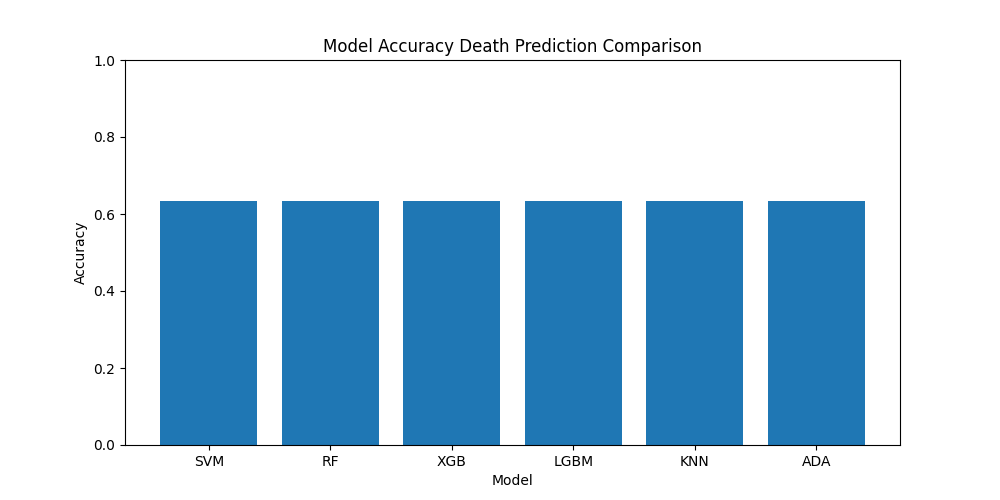 Model Accuracy Death Prediction Comparison
1.0
0.8
0.6
0.4
0.2
0.0
Accuracy
SVM RF XGB LGBM KNN ADA
Model